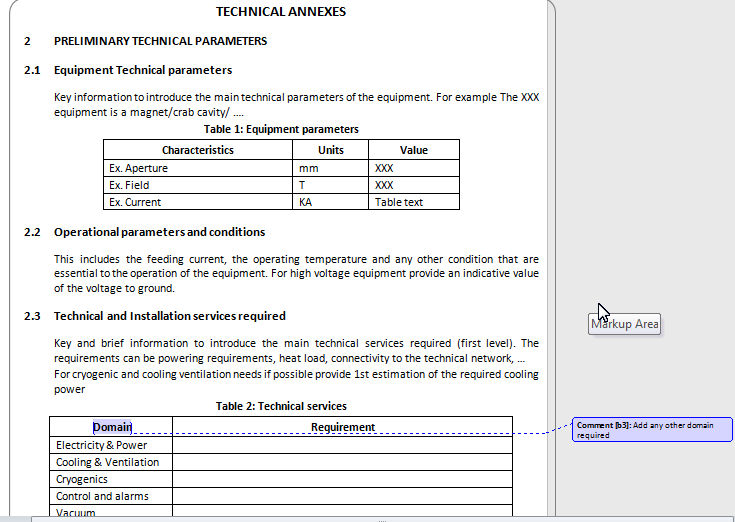 TECHNICAL ANNEXES
2 PRELIMINARY TECHNICAL PARAMETERS
2.1 Equipment Technical parameters
Key information to introduce the main technical parameters of the equipment. For example The XXX
equipment is a magnet/crab cavity/ ....
Table 1: Equipment parameters
Characteristics Units Value
Ex. Aperture mm XXX
Ex. Field T XXX
Ex. Current KA Table text
2.2 Operational parameters and conditions
This includes the feeding current, the operating temperature and any other condition that are
essential to the operation of the equipment. For high voltage equipment provide an indicative value
of the voltage to ground.
2.3 Technical and Installation services required
Markup Area
Key and brief information to introduce the main technical services required (first level). The
requirements can be powering requirements, heat load, connectivity to the technical network, ...
For cryogenic and cooling ventilation needs if possible provide 1st estimation of the required cooling
power
Table 2: Technical services
Domain Requirement
Comment [b3]: Add any other domain
required
Electricity & Power
Cooling & Ventilation
Cryogenics
Control and alarms
Vacuum